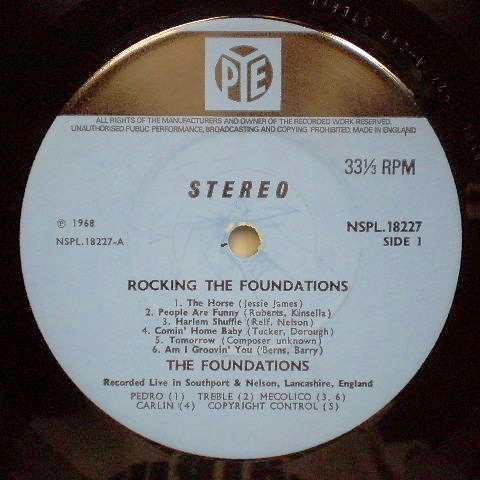 PYE
ALL RIGHTS OF THE MANUFACTURERS AND OWNER OF THE RECORDED WORK RESERVED.
UNAUTHORISED PUBLIC PERFORMANCE, BROADCASTING AND COPYING PROHIBITED. MADE IN ENGLAND
33⅓ RPM
STEREO
℗ 1968
NSPL.18227
NSPL.18227-A
SIDE 1
ROCKING THE FOUNDATIONS
1. The Horse (Jessie James)
2. People Are Funny (Roberts, Kinsella)
3. Harlem Shuffle (Relf, Nelson)
4. Comin' Home Baby (Tucker, Dorough)
5. Tomorrow (Composer unknown)
6. Am I Groovin' You (Berns, Barry)
THE FOUNDATIONS
Recorded Live in Southport & Nelson, Lancashire, England
PEDRO (1) TREBLE (2) MECOLICO (3, 6)
CARLIN (4) COPYRIGHT CONTROL (5)